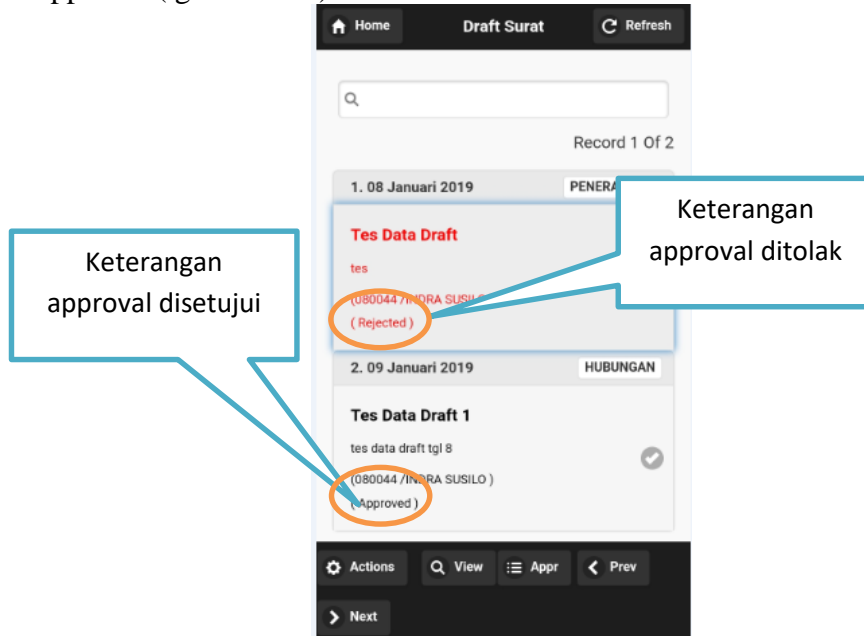 Home
Draft Surat
Refresh
Record 1 Of 2
1. 08 Januari 2019
Tes Data Draft
tes
(080044 /INDRA
( Rejected )
Keterangan
approval ditolak
Keterangan
approval disetujui
2. 09 Januari 2019
HUBUNGAN
Tes Data Draft 1
tes data draft tgl 8
(080044 /INDRA SUSILO )
( Approved )
Actions
View
Appr
Prev
Next